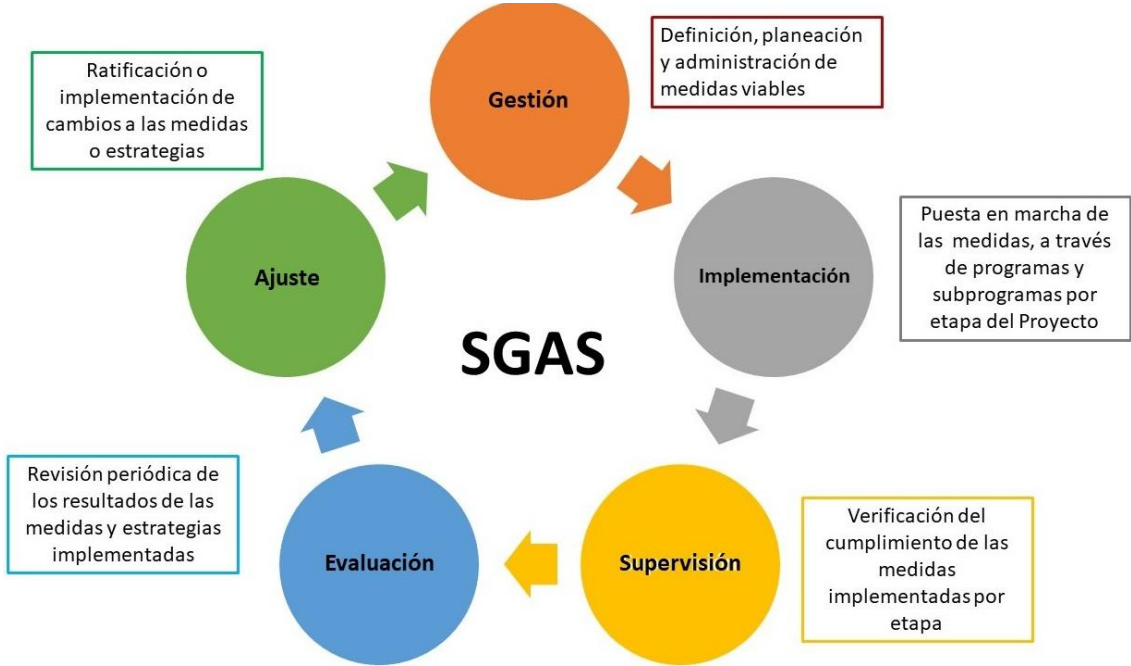 Gestión
Definición, planeación
y administración de
medidas viables
Implementación
Puesta en marcha de
las medidas, a través
de programas y
subprogramas por
etapa del Proyecto
Supervisión
Verificación del
cumplimiento de las
medidas
implementadas por
etapa
Evaluación
Revisión periódica de
los resultados de las
medidas y estrategias
implementadas
Ajuste
Ratificación o
implementación de
cambios a las medidas
o estrategias
SGAS